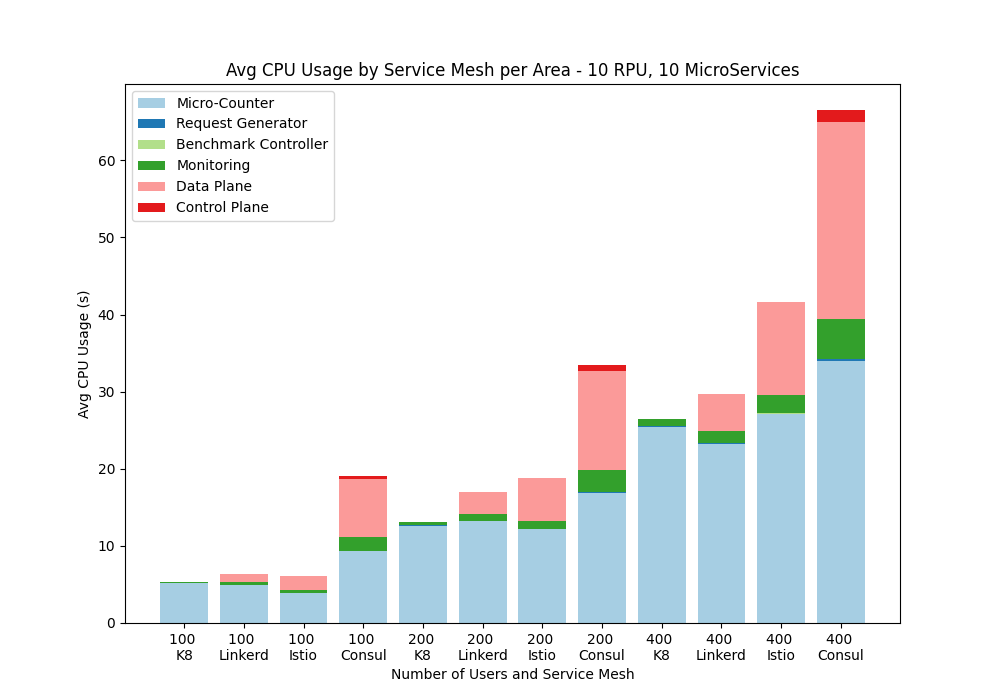 Avg CPU Usage by Service Mesh per Area - 10 RPU, 10 MicroServices
Micro-Counter
Request Generator
Benchmark Controller
Monitoring
Data Plane
Control Plane
Avg CPU Usage (s)
60
50
40
30
20
10
0
100 100 100 100 200 200 200 200 400 400 400 400
K8 Linkerd Istio Consul K8 Linkerd Istio Consul K8 Linkerd Istio Consul
Number of Users and Service Mesh